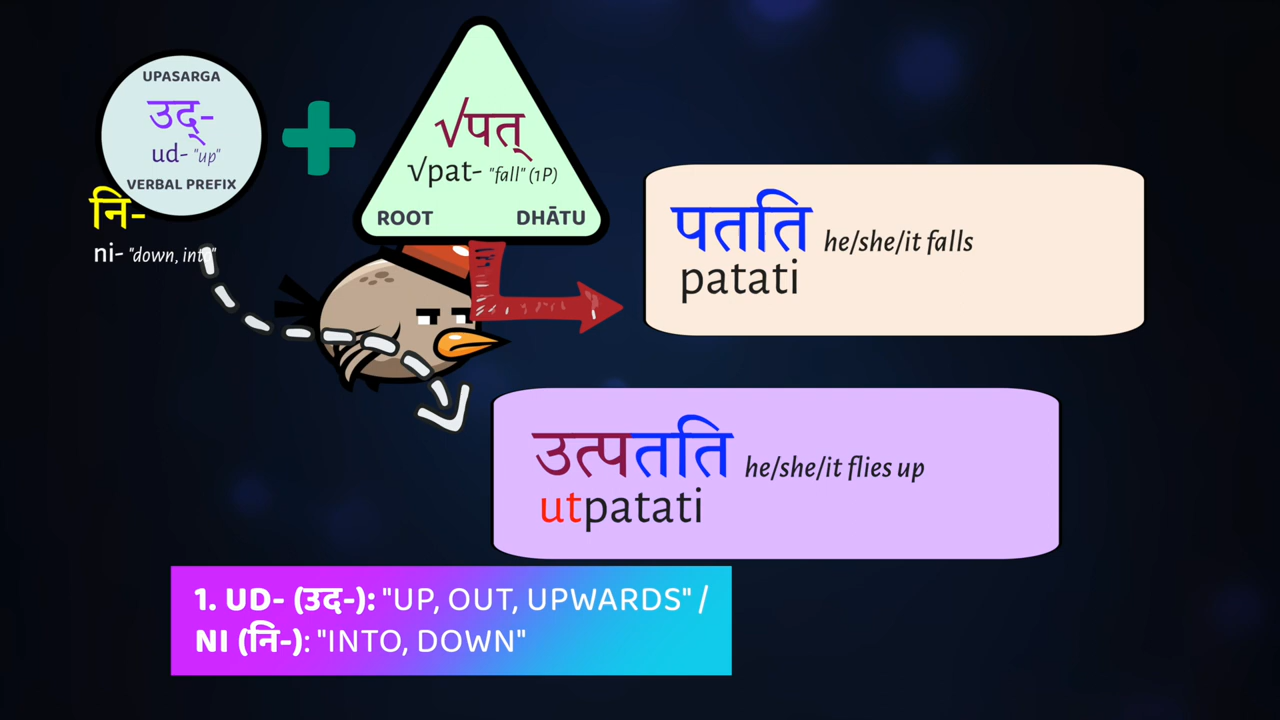 UPASARGA
उद्-
ud- "up"
VERBAL PREFIX
नि-
ni- "down, into"
√पत्
√pat- "fall" (1P)
ROOT DHĀTU
पतति he/she/it falls
patati
उत्पतति he/she/it flies up
utpatati
1. UD- (उद-): "UP, OUT, UPWARDS" /
NI (नि-): "INTO, DOWN"